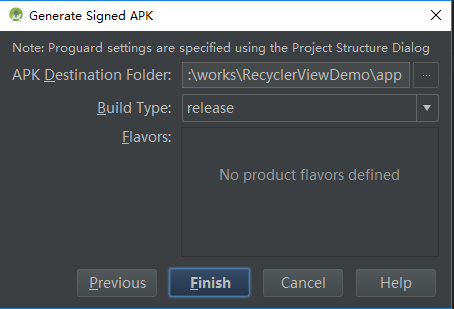 Generate Signed APK
Note: Proguard settings are specified using the Project Structure Dialog
APK Destination Folder: :\works\RecyclerViewDemo\app ...
Build Type: release
Flavors:
No product flavors defined
Previous Finish Cancel Help